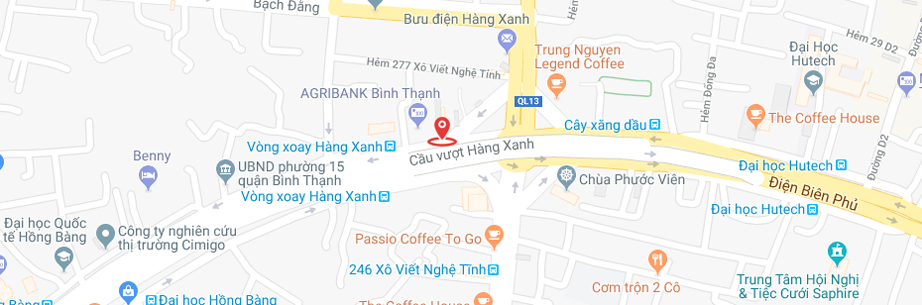 Bạch Đằng
Bưu điện Hàng Xanh
Hẻm 277 Xô Viết Nghệ Tĩnh
Trung Nguyen
Legend Coffee
Hẻm 29 D2
Đại Học
Hutech
Hẻm Đống Đa
AGRIBANK Bình Thạnh
QL13
The Coffee House
Cây xăng dầu
Vòng xoay Hàng Xanh
Cầu vượt Hàng Xanh
Benny
UBND phường 15
quận Bình Thạnh
Đại học Hutech
Đường D2
Chùa Phước Viên
Điện Biên Phủ
Vòng xoay Hàng Xanh
Đại học Hutech
Đại học Quốc
tế Hồng Bàng
Công ty nghiên cứu
thị trường Cimigo
Passio Coffee To Go
246 Xô Viết Nghệ Tĩnh
Cơm trộn 2 Cô
Trung Tâm Hội Nghị
& Tiệc Cưới Saphire
Đại học Hồng Bàng
The Coffee House